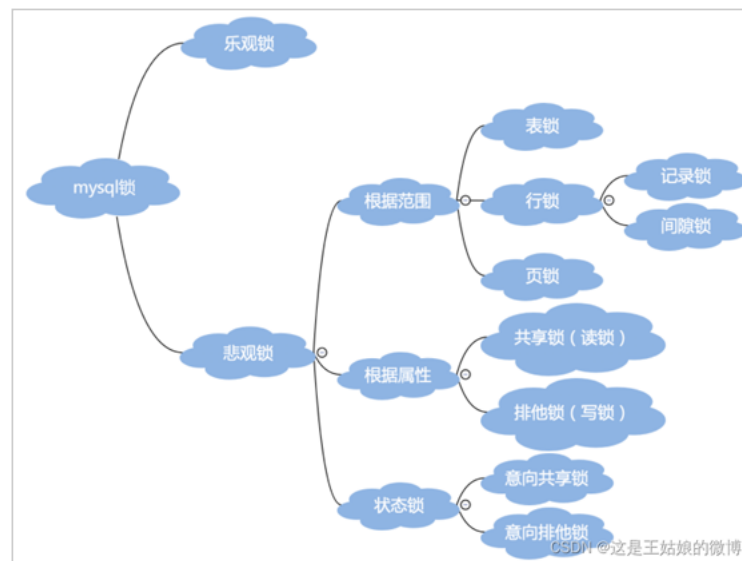 乐观锁
mysql锁
悲观锁
根据范围
表锁
行锁
记录锁
间隙锁
页锁
根据属性
共享锁（读锁）
排他锁（写锁）
状态锁
意向共享锁
意向排他锁
CSDN @这是王姑娘的微博